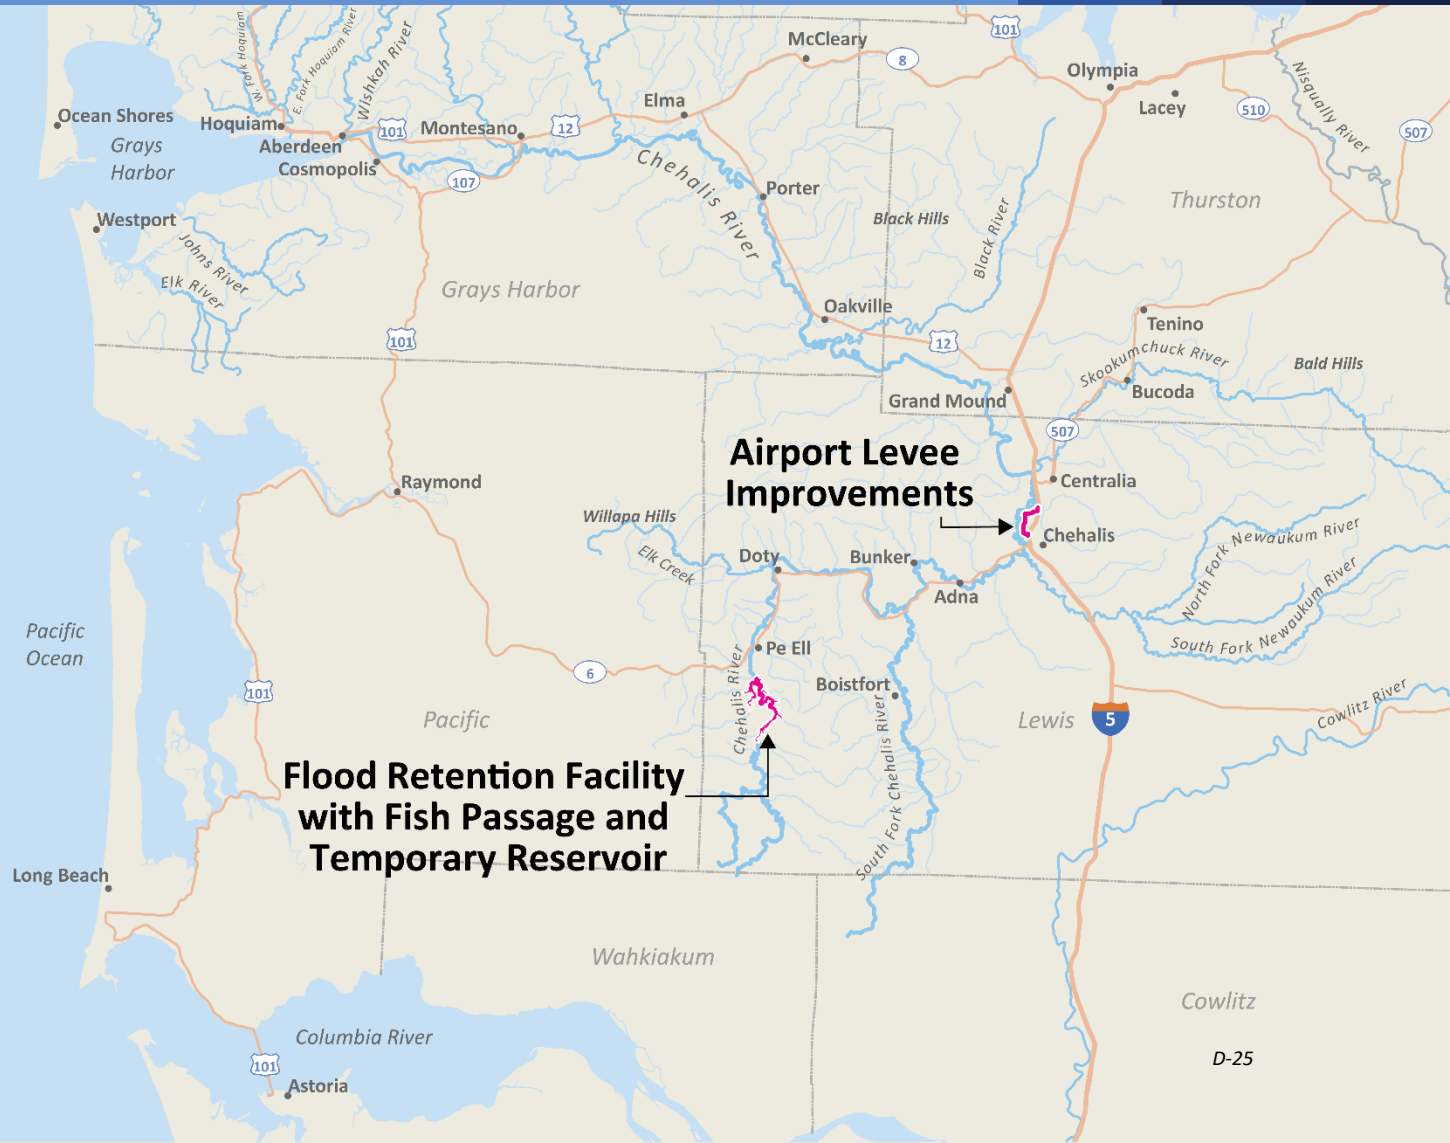 101
McCleary
8
Olympia
Lacey
510
Nisqually River
507
W. Fork Hoquiam
E. Fork Hoquiam River
Wishkah River
Ocean Shores
Grays
Harbor
Hoquiam
Aberdeen
Cosmopolis
101
Montesano
12
Elma
107
Chehalis River
Porter
Black Hills
Black River
Thurston
Westport
Johns River
Elk River
Grays Harbor
101
Oakville
12
Tenino
Skookumchuck River
Bucoda
Bald Hills
Grand Mound
507
Airport Levee
Improvements
Centralia
Chehalis
Raymond
Willapa Hills
Elk Creek
Doty
Bunker
Adna
North Fork Newaukum River
South Fork Newaukum River
Pacific
Ocean
Pe Ell
6
101
Chehalis River
Boistfort
South Fork Chehalis River
Pacific
Lewis
5
Cowlitz River
Flood Retention Facility
with Fish Passage and
Temporary Reservoir
Long Beach
Wahkiakum
Cowlitz
Columbia River
101
Astoria
D-25